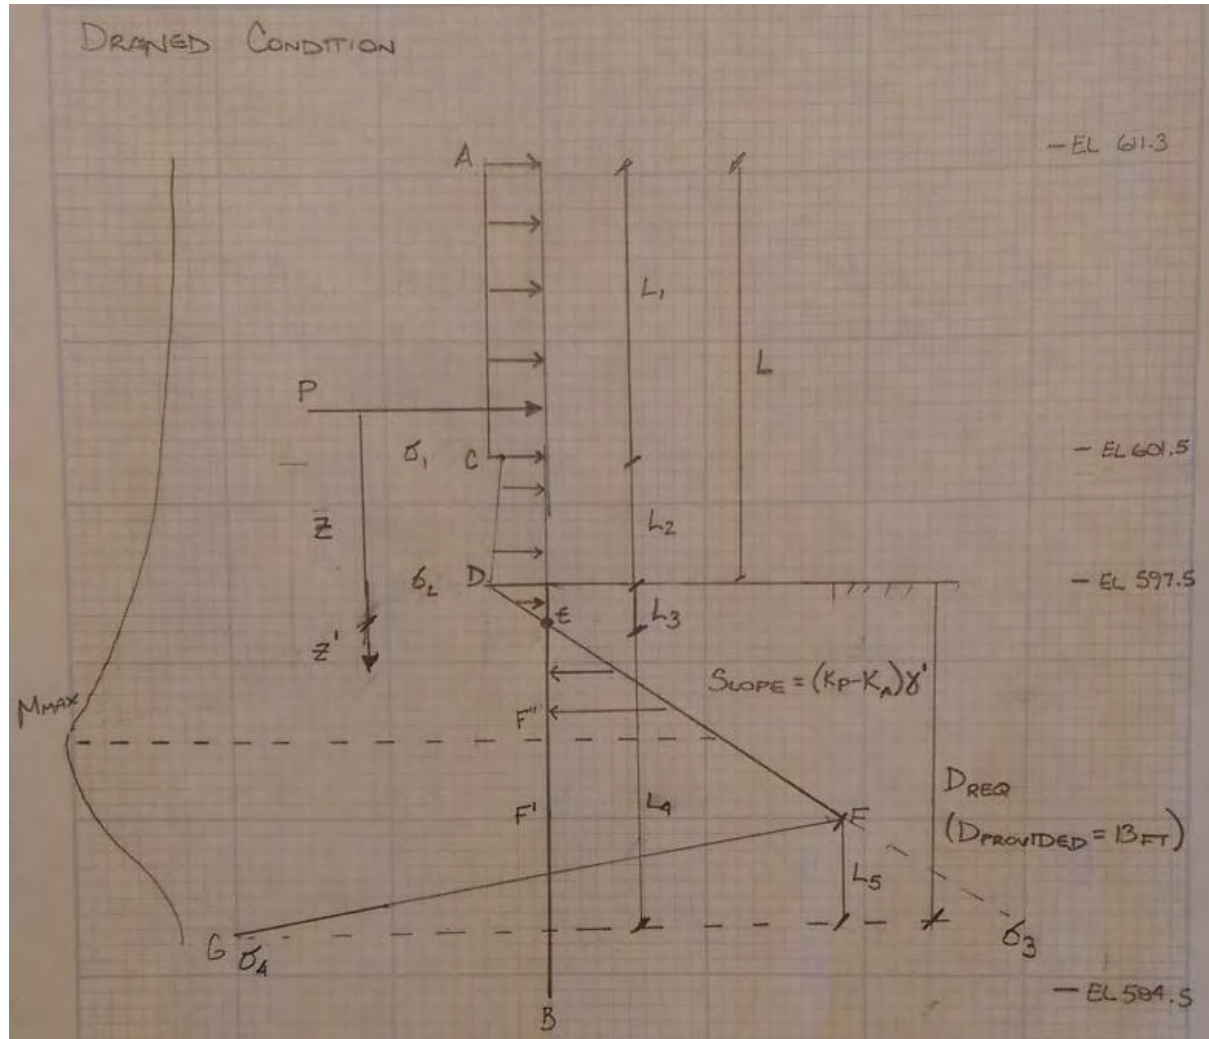 DRAINED CONDITION
A
- EL 611.3
L₁
L
P
σ₁
C
- EL 601.5
Z
L₂
σ₂
D
- EL 597.5
E
L₃
Z'
SLOPE = (Kp-KA)γ'
MMAX
F"
F'
L₄
DREQ
(DPROVIDED = 13FT)
F
L₅
G
σ₄
σ₃
- EL 584.5
B